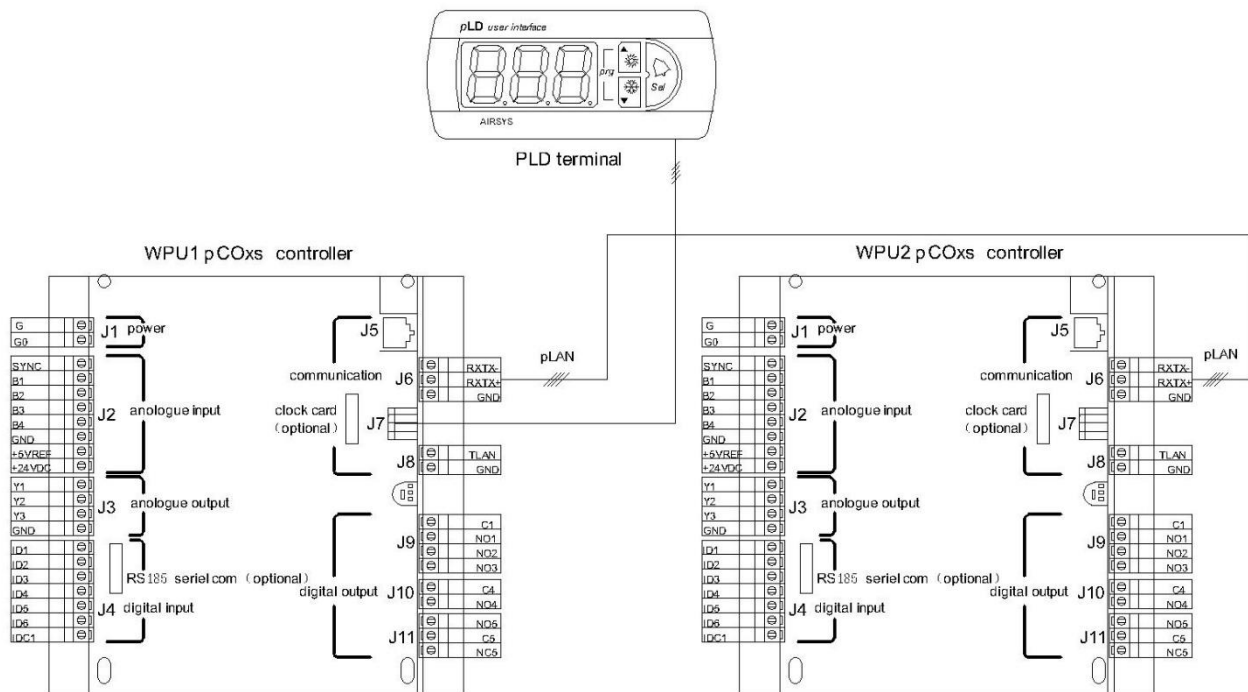 pLD user interface
prg
Sel
AIRSYS
PLD terminal
WPU1 pCOxs controller
G
G0
J1 power
SYNC
B1
B2
B3
B4
GND
+5VREF
+24VDC
J2 anologue input
Y1
Y2
Y3
GND
J3 anologue output
ID1
ID2
ID3
ID4
ID5
ID6
IDC1
RS185 seriel com (optional)
J4 digital input
J5
communication
J6
RXTX-
RXTX+
GND
pLAN
clock card
(optional)
J7
J8
TLAN
GND
J9
C1
NO1
NO2
NO3
digital output
J10
C4
NO4
J11
NO5
C5
NC5
WPU2 pCOxs controller
G
G0
J1 power
SYNC
B1
B2
B3
B4
GND
+5VREF
+24VDC
J2 anologue input
Y1
Y2
Y3
GND
J3 anologue output
ID1
ID2
ID3
ID4
ID5
ID6
IDC1
RS185 seriel com (optional)
J4 digital input
J5
communication
J6
RXTX-
RXTX+
GND
pLAN
clock card
(optional)
J7
J8
TLAN
GND
J9
C1
NO1
NO2
NO3
digital output
J10
C4
NO4
J11
NO5
C5
NC5